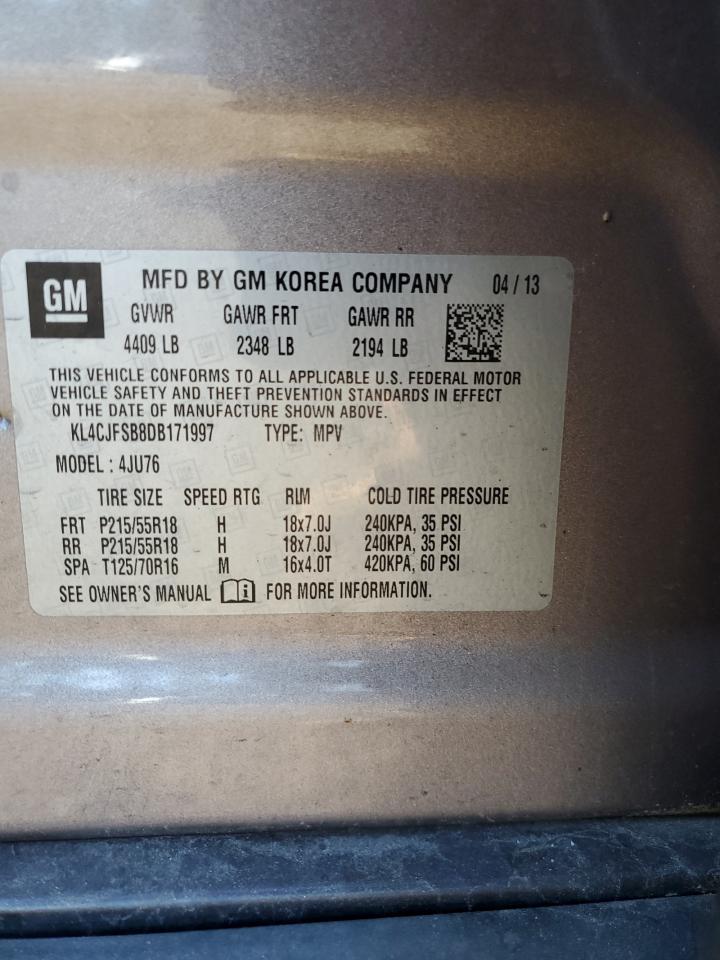 GM
MFD BY GM KOREA COMPANY 04 / 13
GVWR GAWR FRT GAWR RR
4409 LB 2348 LB 2194 LB
THIS VEHICLE CONFORMS TO ALL APPLICABLE U.S. FEDERAL MOTOR
VEHICLE SAFETY AND THEFT PREVENTION STANDARDS IN EFFECT
ON THE DATE OF MANUFACTURE SHOWN ABOVE.
KL4CJFSB8DB171997 TYPE: MPV
MODEL : 4JU76
TIRE SIZE SPEED RTG RIM COLD TIRE PRESSURE
FRT P215/55R18 H 18x7.0J 240KPA, 35 PSI
RR P215/55R18 H 18x7.0J 240KPA, 35 PSI
SPA T125/70R16 M 16x4.0T 420KPA, 60 PSI
SEE OWNER'S MANUAL i FOR MORE INFORMATION.